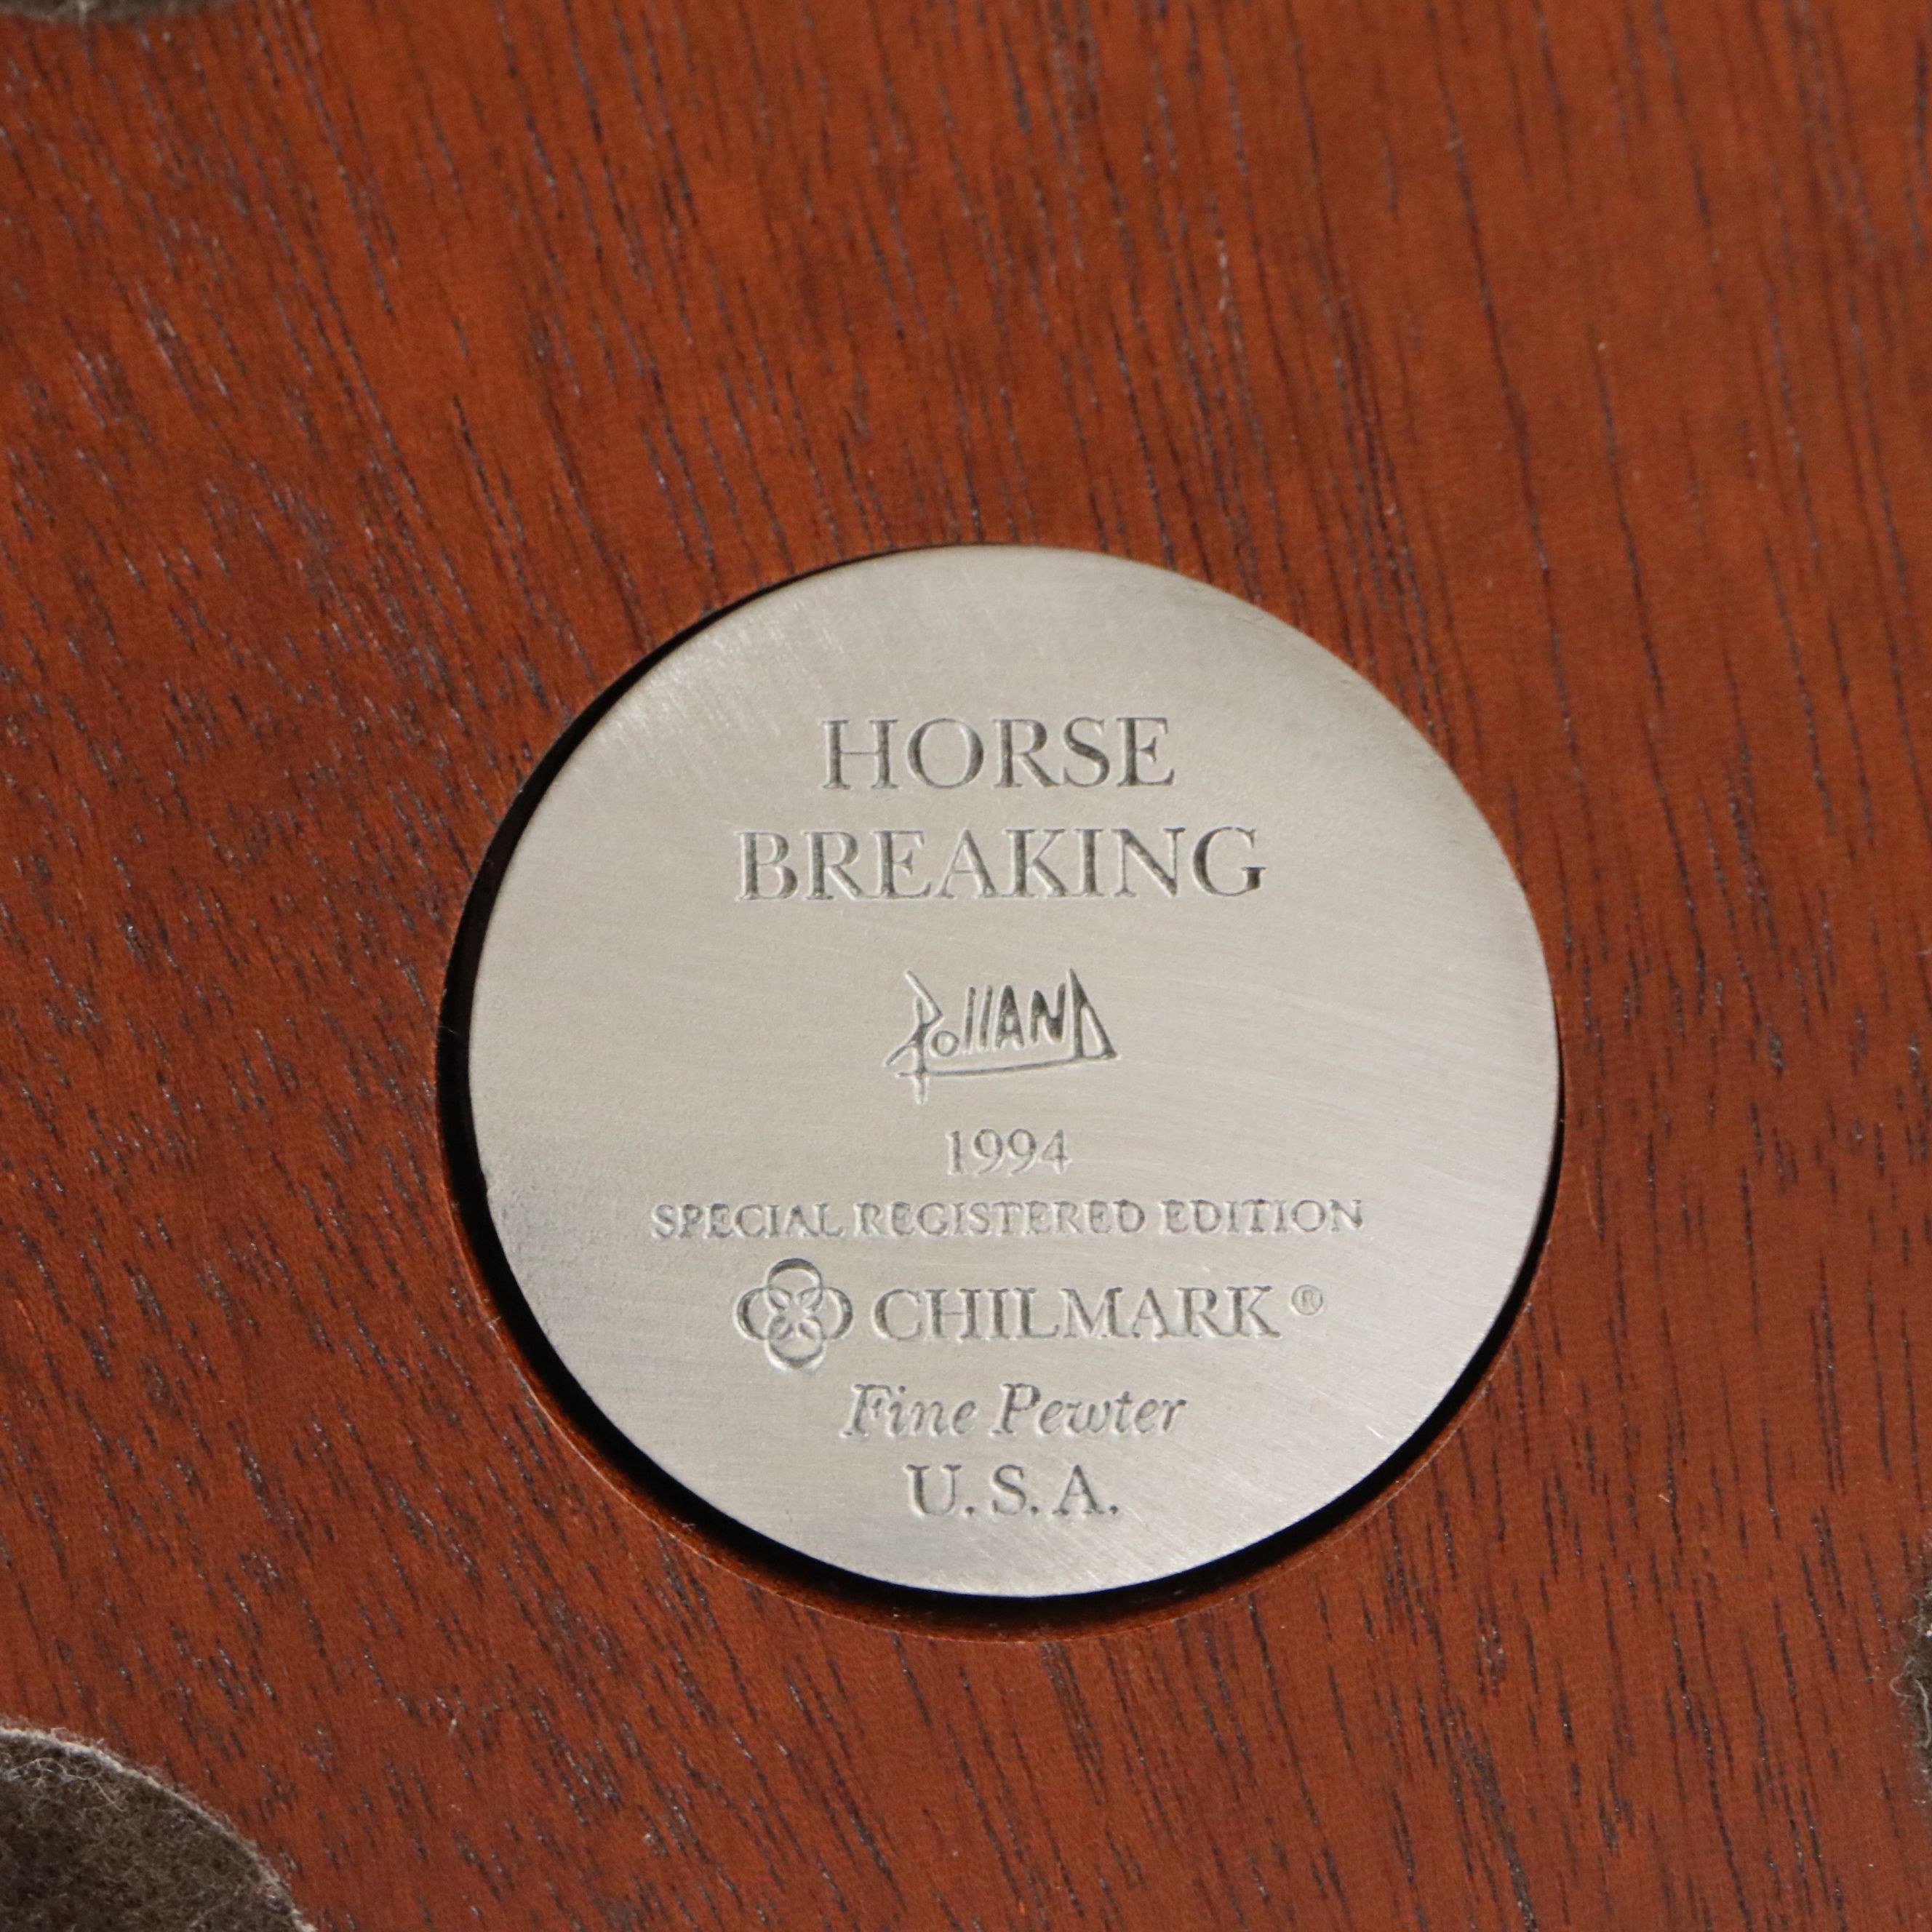 HORSE
BREAKING
PollAND
1994
SPECIAL REGISTERED EDITION
CHILMARK®
Fine Pewter
U.S.A.